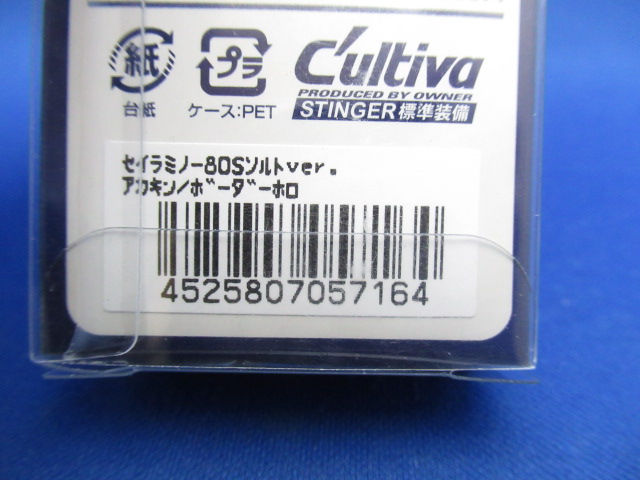 紙
台紙
プラ
ケース:PET
C'ultiva
PRODUCED BY OWNER
STINGER標準装備
セイラミノー80Sソルトver.
アカキン/ボーダーホロ
4525807057164